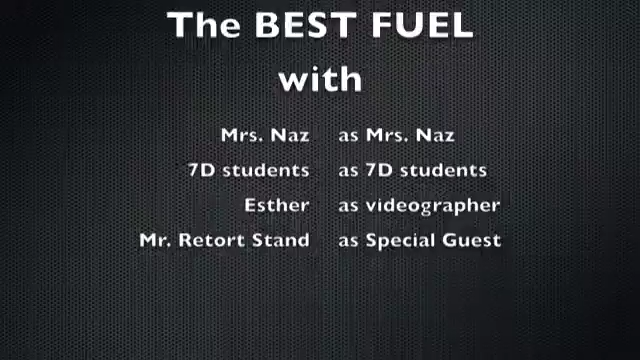 The BEST FUEL
with
Mrs. Naz as Mrs. Naz
7D students as 7D students
Esther as videographer
Mr. Retort Stand as Special Guest